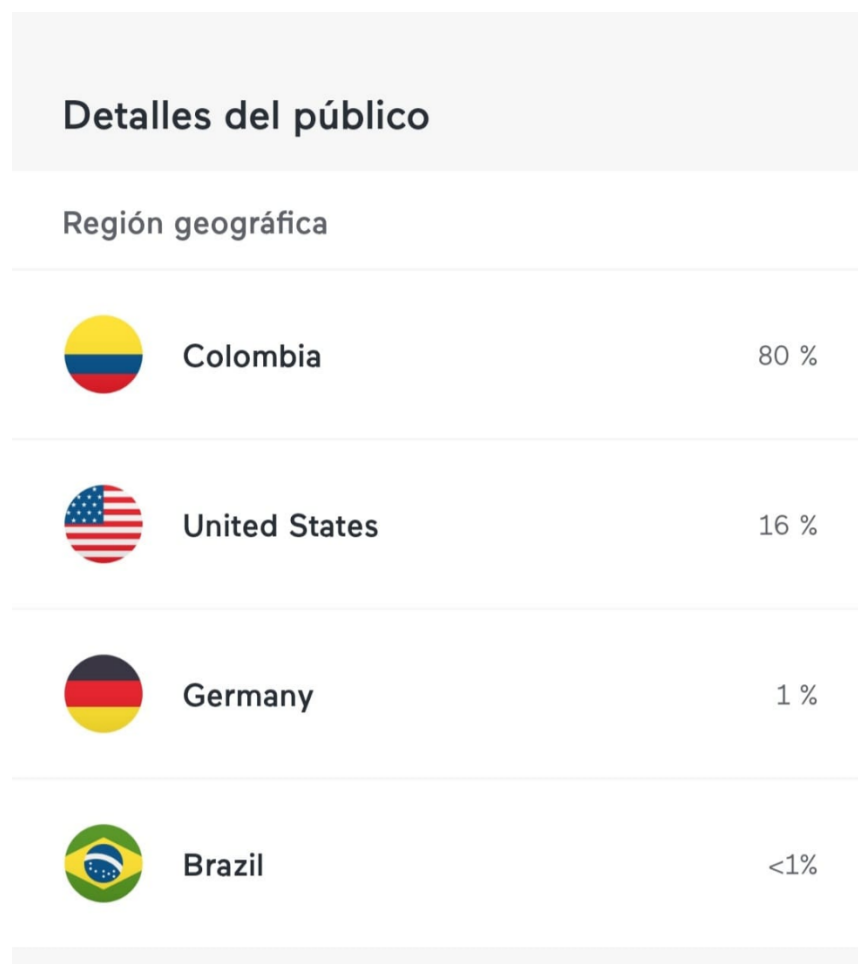 Detalles del público
Región geográfica
Colombia 80 %
United States 16 %
Germany 1 %
Brazil <1%